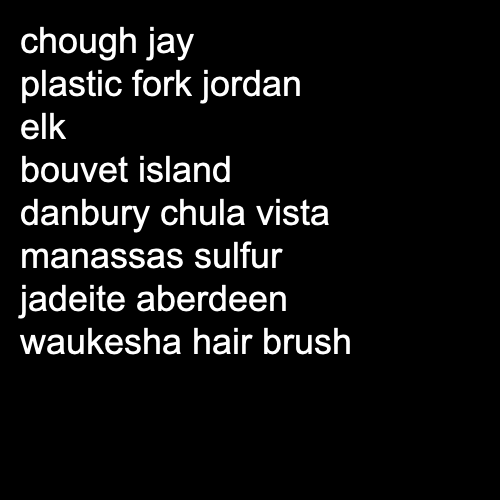 chough jay
plastic fork jordan
elk
bouvet island
danbury chula vista
manassas sulfur
jadeite aberdeen
waukesha hair brush